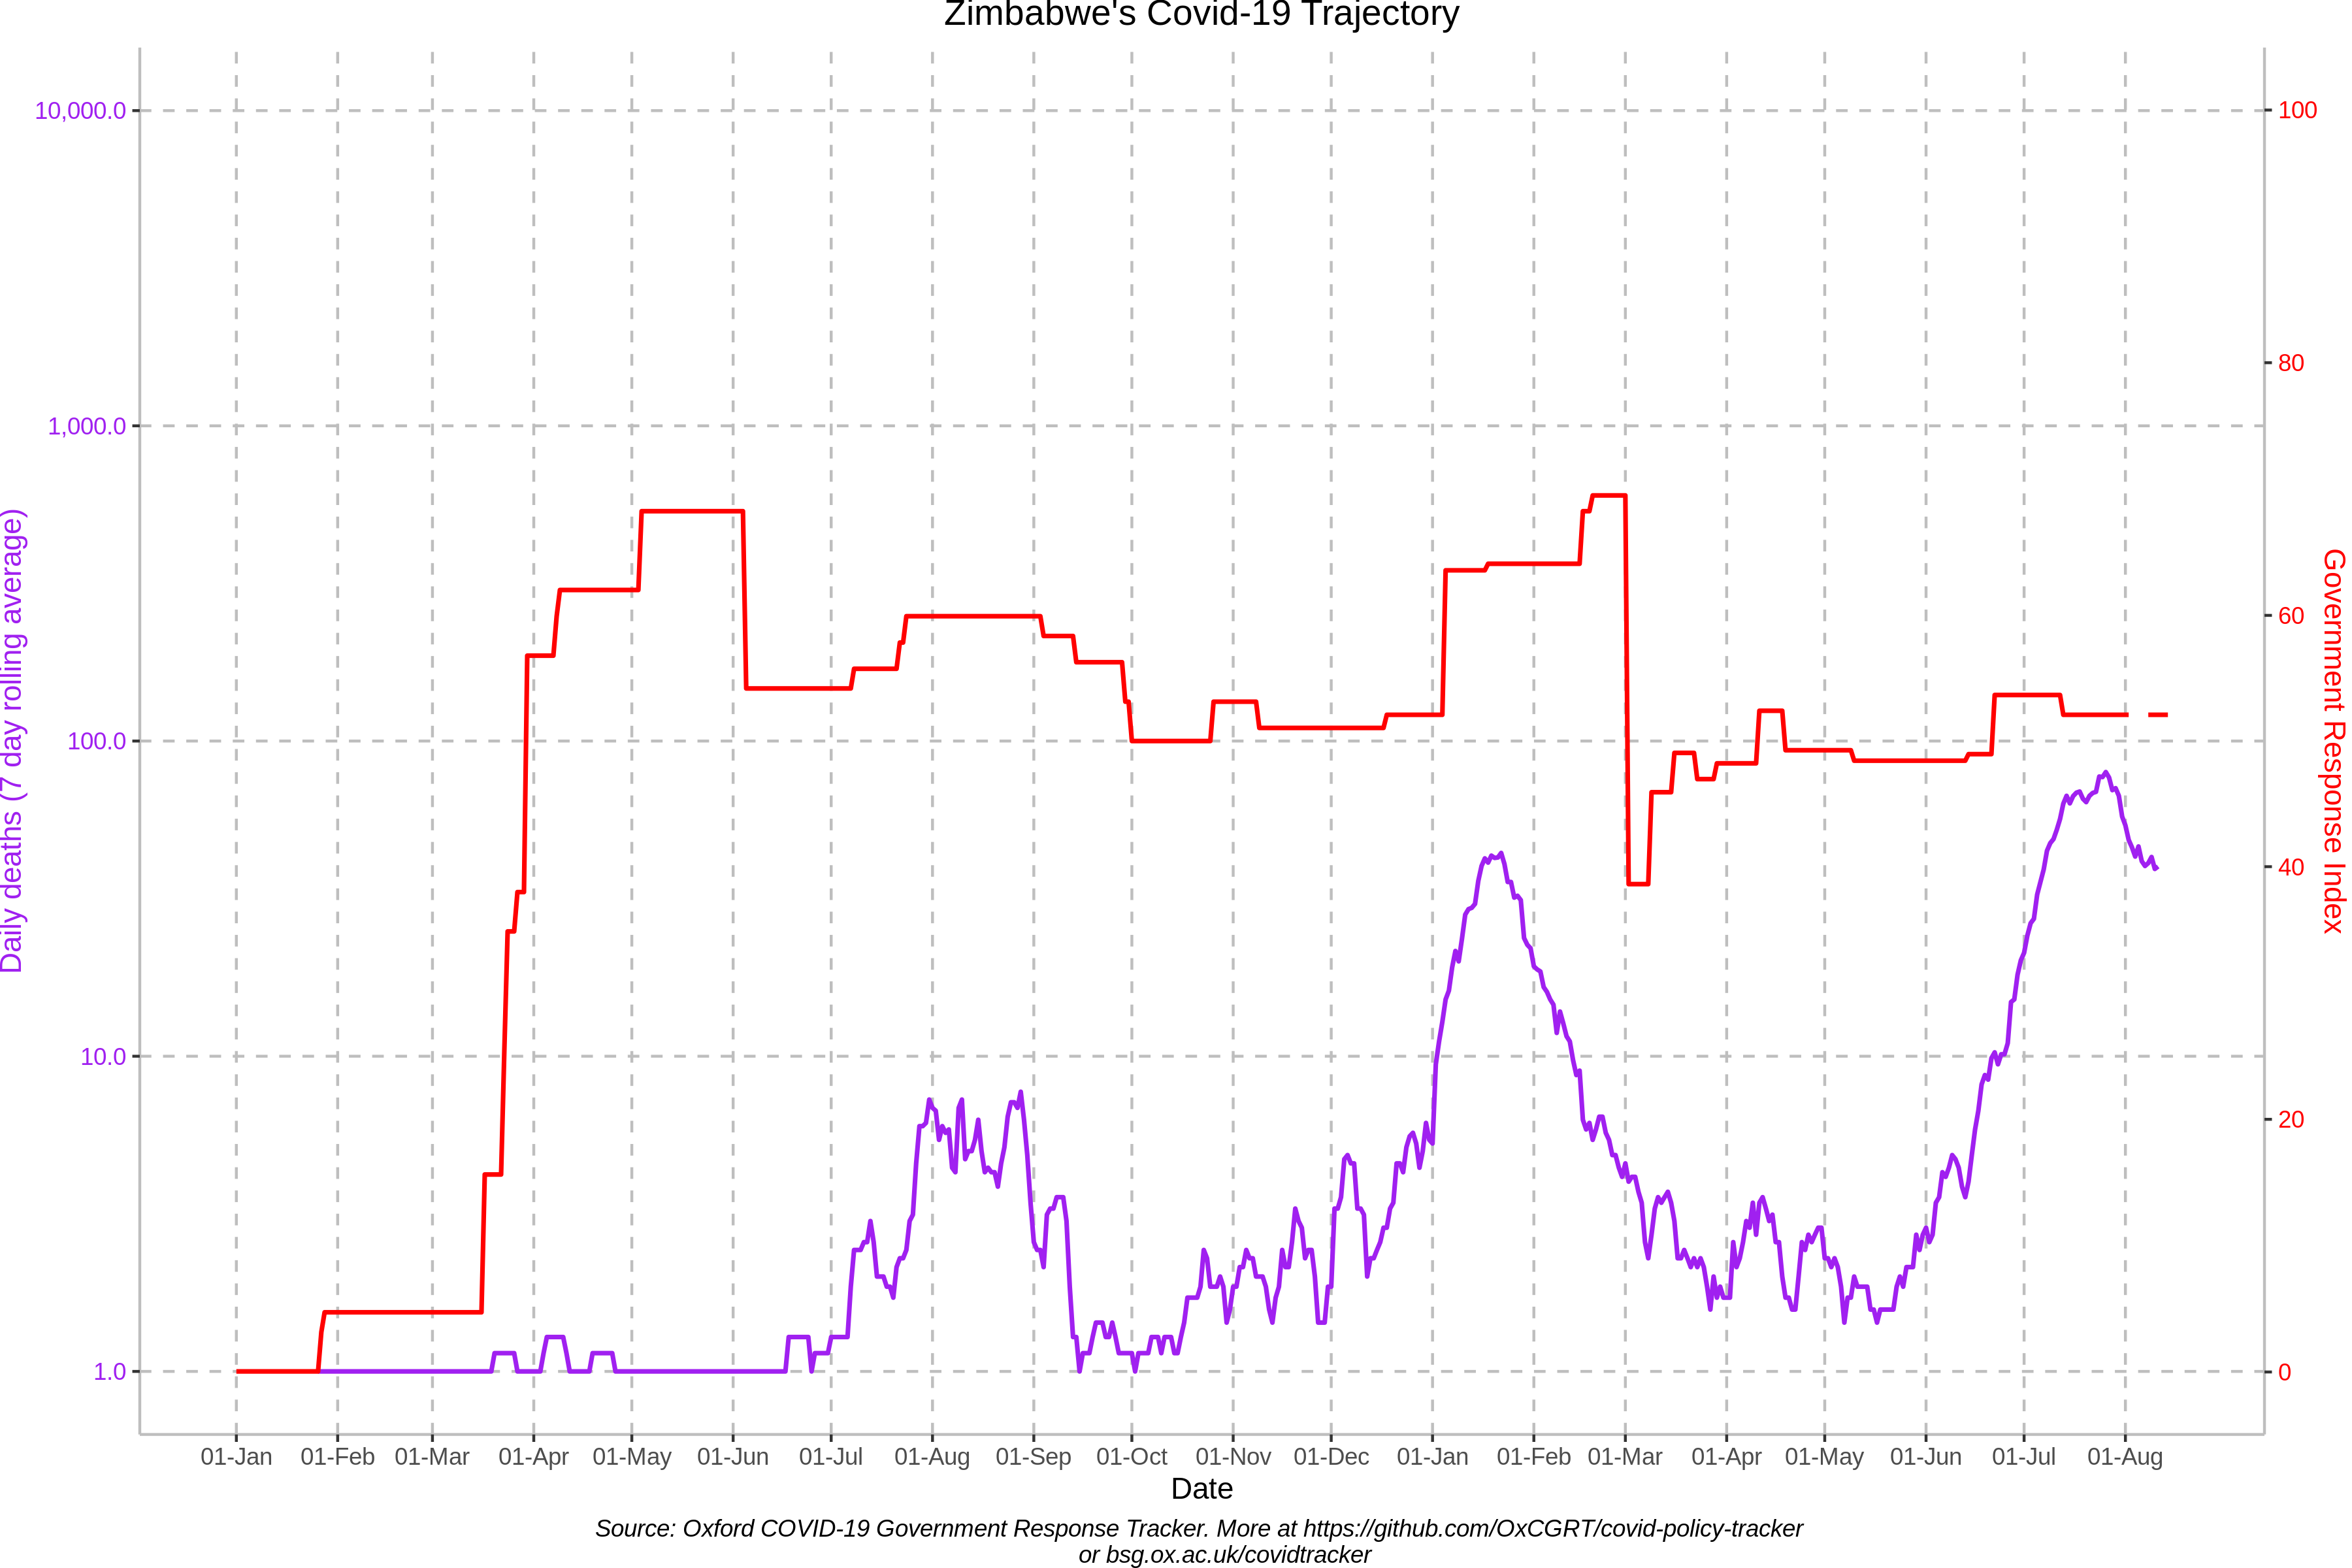 Zimbabwe's Covid-19 Trajectory
10,000.0
1,000.0
100.0
10.0
1.0
Daily deaths (7 day rolling average)
100
80
60
40
20
0
Government Response Index
01-Jan 01-Feb 01-Mar 01-Apr 01-May 01-Jun 01-Jul 01-Aug 01-Sep 01-Oct 01-Nov 01-Dec 01-Jan 01-Feb 01-Mar 01-Apr 01-May 01-Jun 01-Jul 01-Aug
Date
Source: Oxford COVID-19 Government Response Tracker. More at https://github.com/OxCGRT/covid-policy-tracker
or bsg.ox.ac.uk/covidtracker